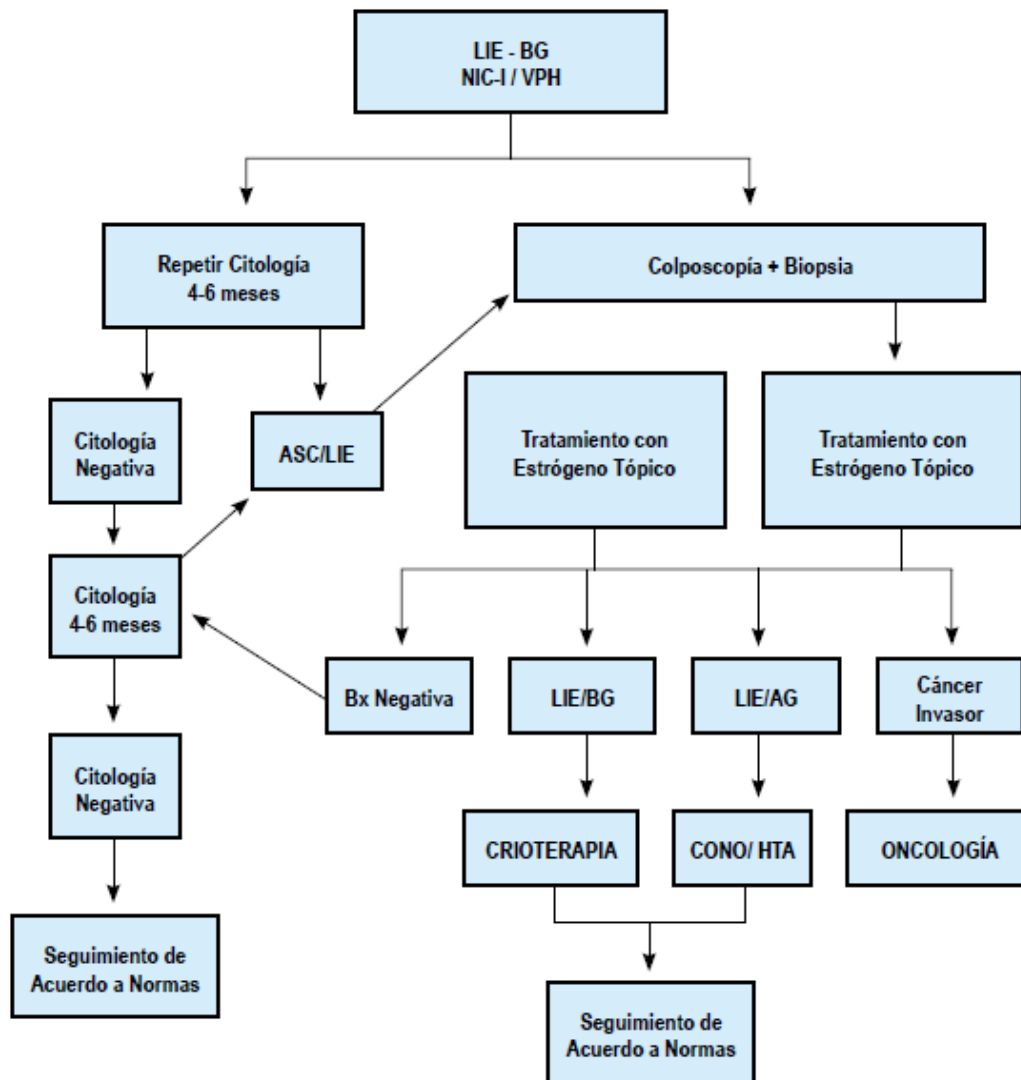 LIE - BG
NIC-I / VPH
Repetir Citología
4-6 meses
Colposcopía + Biopsia
Citología
Negativa
ASC/LIE
Tratamiento con
Estrógeno Tópico
Tratamiento con
Estrógeno Tópico
Citología
4-6 meses
Bx Negativa
LIE/BG
LIE/AG
Cáncer
Invasor
Citología
Negativa
CRIOTERAPIA
CONO/ HTA
ONCOLOGÍA
Seguimiento de
Acuerdo a Normas
Seguimiento de
Acuerdo a Normas